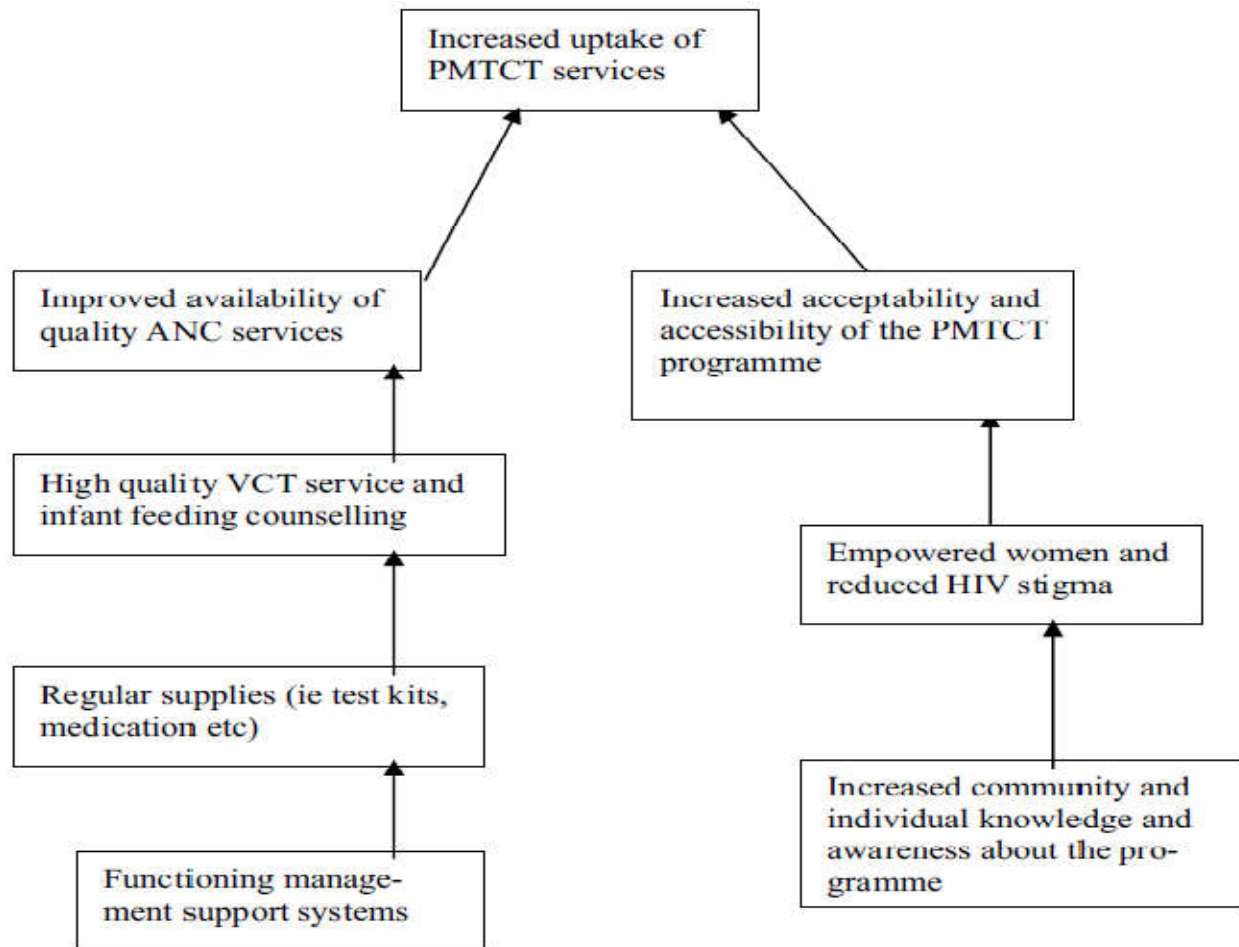 Increased uptake of
PMTCT services
Improved availability of
quality ANC services
Increased acceptability and
accessibility of the PMTCT
programme
High quality VCT service and
infant feeding counselling
Empowered women and
reduced HIV stigma
Regular supplies (ie test kits,
medication etc)
Increased community and
individual knowledge and
awareness about the pro-
gramme
Functioning manage-
ment support systems